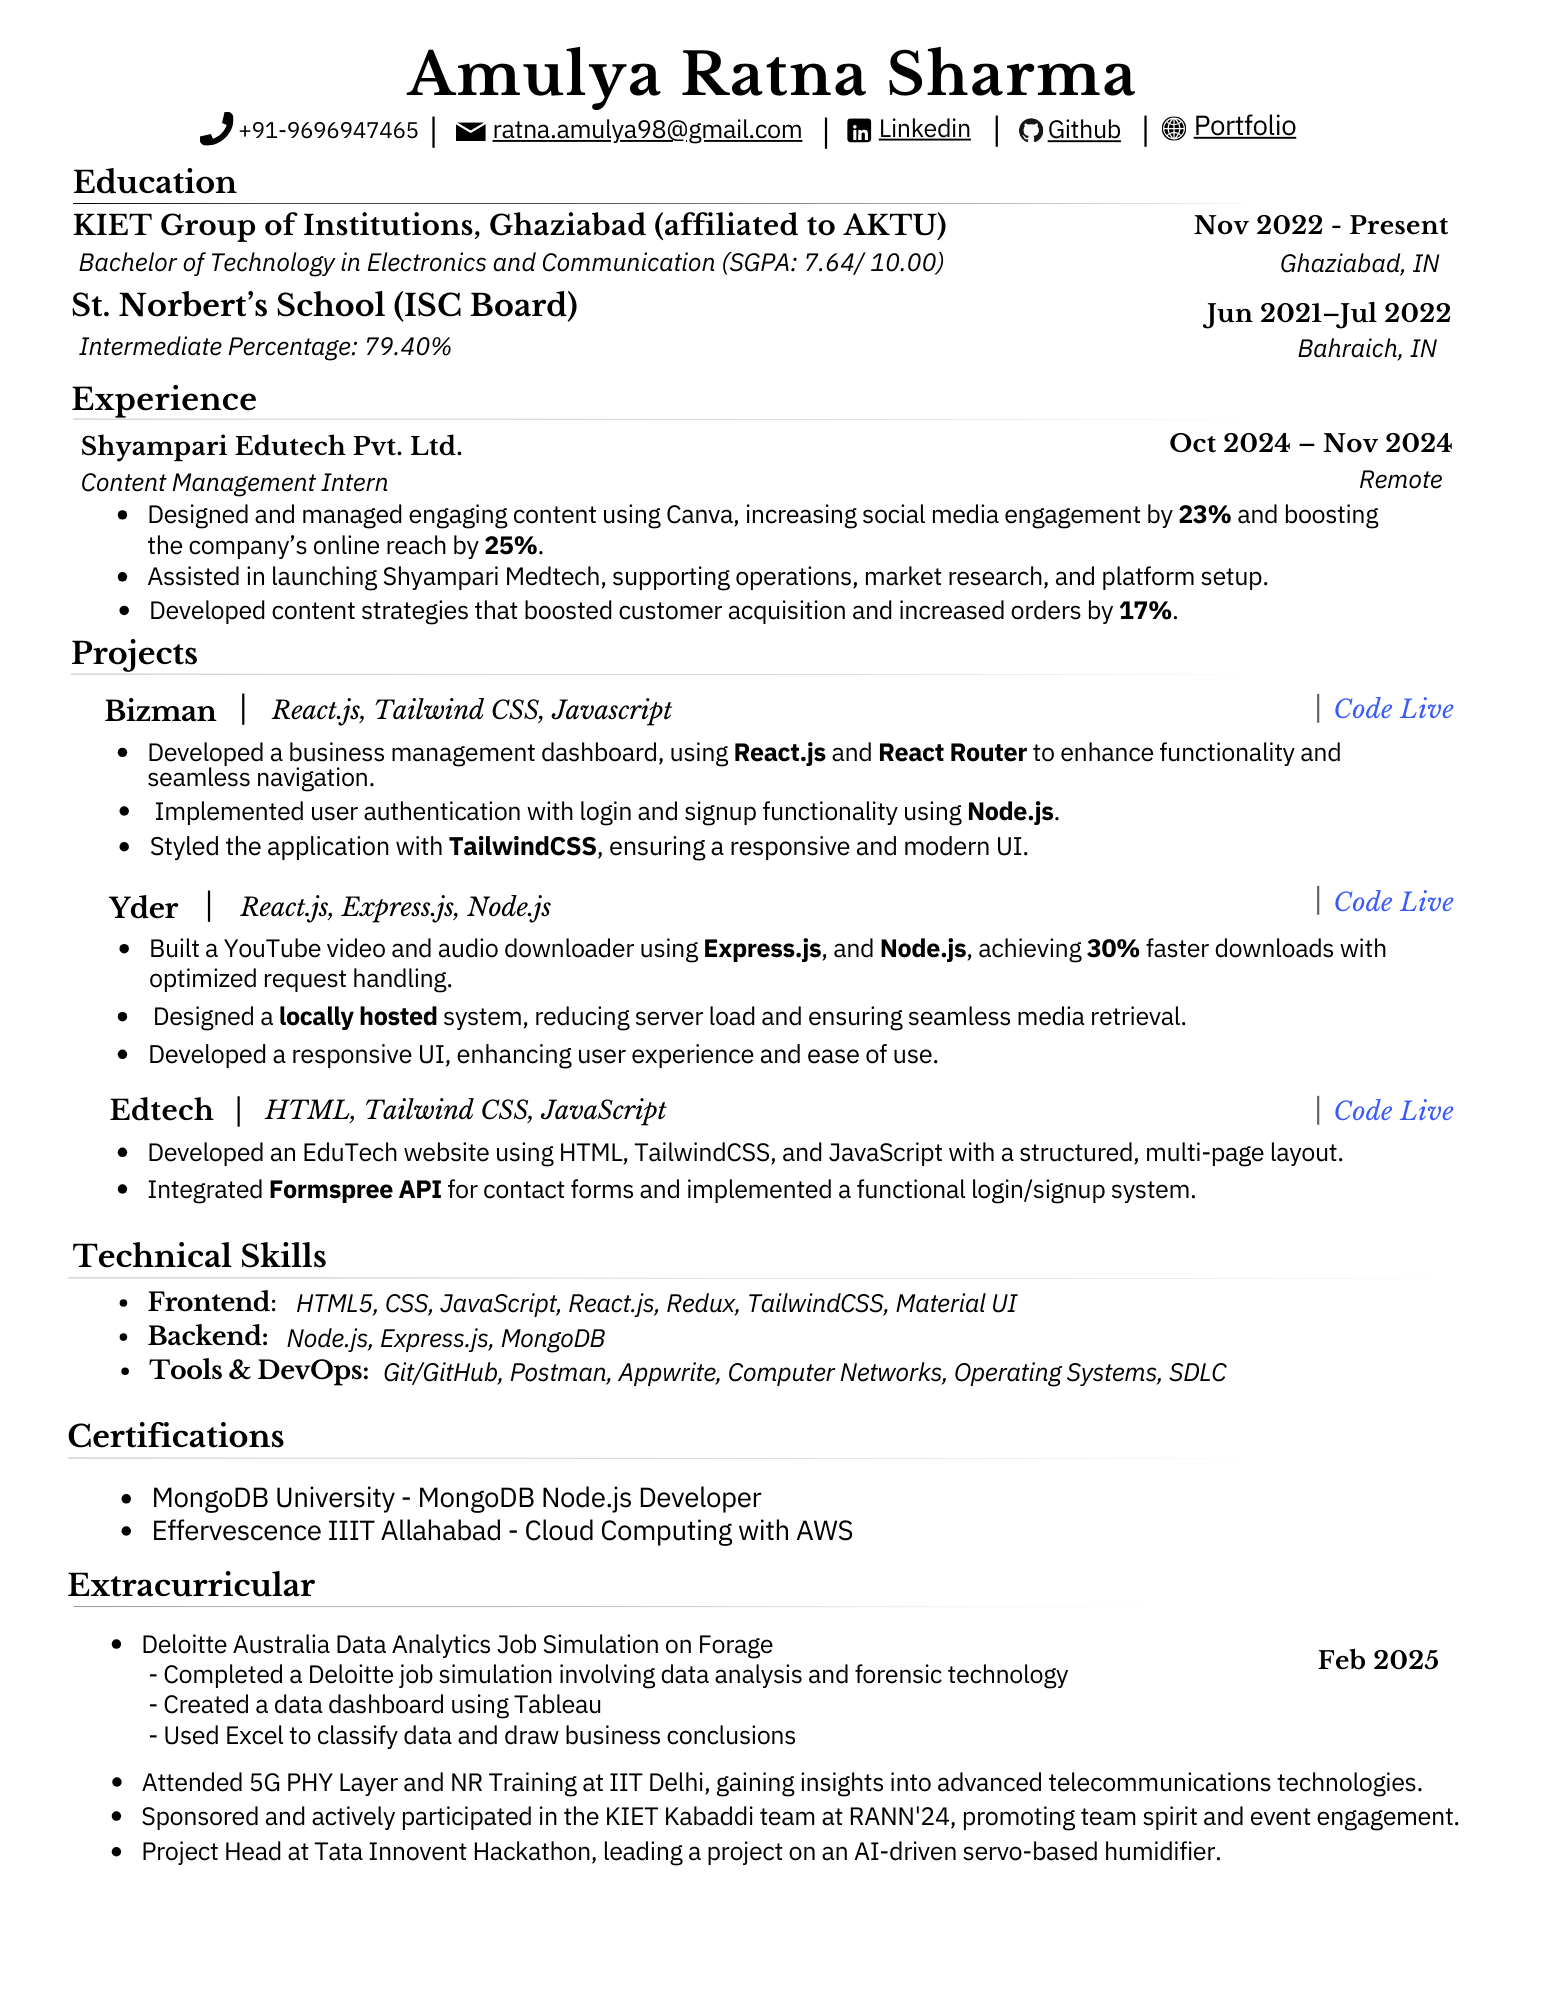 Amulya Ratna Sharma
+91-9696947465 | ratna.amulya98@gmail.com | Linkedin | Github | Portfolio
Education
KIET Group of Institutions, Ghaziabad (affiliated to AKTU) Nov 2022 - Present
Bachelor of Technology in Electronics and Communication (SGPA: 7.64/ 10.00) Ghaziabad, IN
St. Norbert’s School (ISC Board) Jun 2021–Jul 2022
Intermediate Percentage: 79.40% Bahraich, IN
Experience
Shyampari Edutech Pvt. Ltd. Oct 2024 – Nov 2024
Content Management Intern Remote
• Designed and managed engaging content using Canva, increasing social media engagement by 23% and boosting
the company’s online reach by 25%.
• Assisted in launching Shyampari Medtech, supporting operations, market research, and platform setup.
• Developed content strategies that boosted customer acquisition and increased orders by 17%.
Projects
Bizman | React.js, Tailwind CSS, Javascript | Code Live
• Developed a business management dashboard, using React.js and React Router to enhance functionality and
seamless navigation.
• Implemented user authentication with login and signup functionality using Node.js.
• Styled the application with TailwindCSS, ensuring a responsive and modern UI.
Yder | React.js, Express.js, Node.js | Code Live
• Built a YouTube video and audio downloader using Express.js, and Node.js, achieving 30% faster downloads with
optimized request handling.
• Designed a locally hosted system, reducing server load and ensuring seamless media retrieval.
• Developed a responsive UI, enhancing user experience and ease of use.
Edtech | HTML, Tailwind CSS, JavaScript | Code Live
• Developed an EduTech website using HTML, TailwindCSS, and JavaScript with a structured, multi-page layout.
• Integrated Formspree API for contact forms and implemented a functional login/signup system.
Technical Skills
• Frontend: HTML5, CSS, JavaScript, React.js, Redux, TailwindCSS, Material UI
• Backend: Node.js, Express.js, MongoDB
• Tools & DevOps: Git/GitHub, Postman, Appwrite, Computer Networks, Operating Systems, SDLC
Certifications
• MongoDB University - MongoDB Node.js Developer
• Effervescence IIIT Allahabad - Cloud Computing with AWS
Extracurricular
• Deloitte Australia Data Analytics Job Simulation on Forage Feb 2025
- Completed a Deloitte job simulation involving data analysis and forensic technology
- Created a data dashboard using Tableau
- Used Excel to classify data and draw business conclusions
• Attended 5G PHY Layer and NR Training at IIT Delhi, gaining insights into advanced telecommunications technologies.
• Sponsored and actively participated in the KIET Kabaddi team at RANN'24, promoting team spirit and event engagement.
• Project Head at Tata Innovent Hackathon, leading a project on an AI-driven servo-based humidifier.